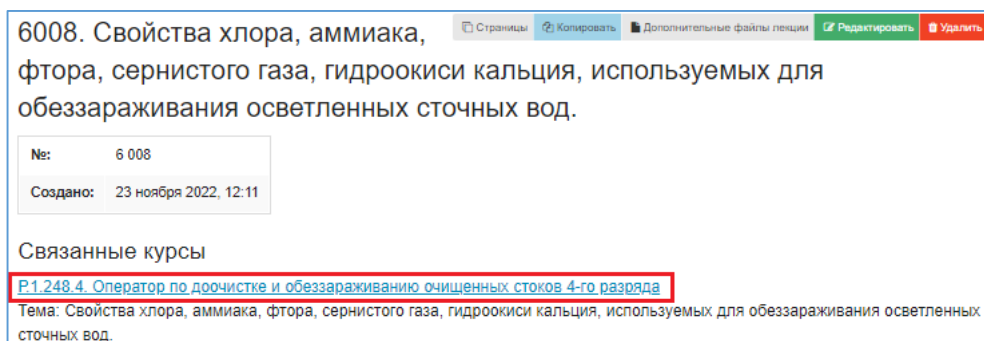 6008. Свойства хлора, аммиака,
Страницы Копировать Дополнительные файлы лекции Редактировать Удалить
фтора, сернистого газа, гидроокиси кальция, используемых для
обеззараживания осветленных сточных вод.
№: 6 008
Создано: 23 ноября 2022, 12:11
Связанные курсы
Р.1.248.4. Оператор по доочистке и обеззараживанию очищенных стоков 4-го разряда
Тема: Свойства хлора, аммиака, фтора, сернистого газа, гидроокиси кальция, используемых для обеззараживания осветленных
сточных вод.